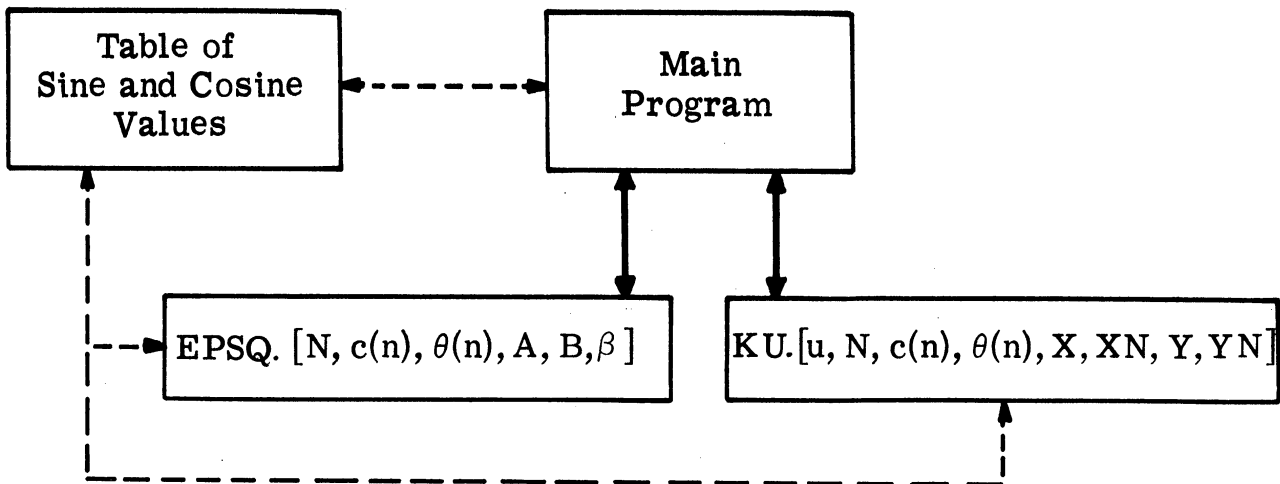 Table of
Sine and Cosine
Values
Main
Program
EPSQ. [N, c(n), θ(n), A, B, β ]
KU.[u, N, c(n), θ(n), X, XN, Y, YN]